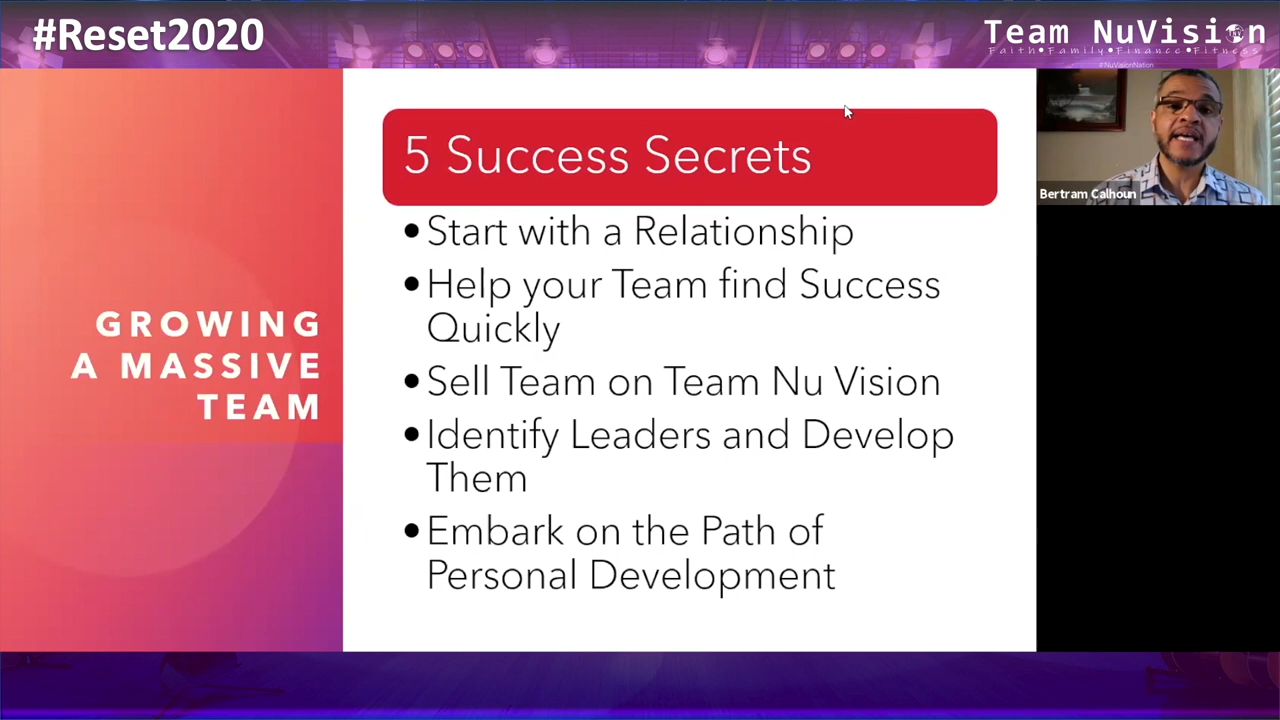 #Reset2020
Team NuVision
Faith•Family•Finance•Fitness
#NuVisionNation
GROWING
A MASSIVE
TEAM
5 Success Secrets
•Start with a Relationship
•Help your Team find Success
Quickly
•Sell Team on Team Nu Vision
•Identify Leaders and Develop
Them
•Embark on the Path of
Personal Development
Bertram Calhoun